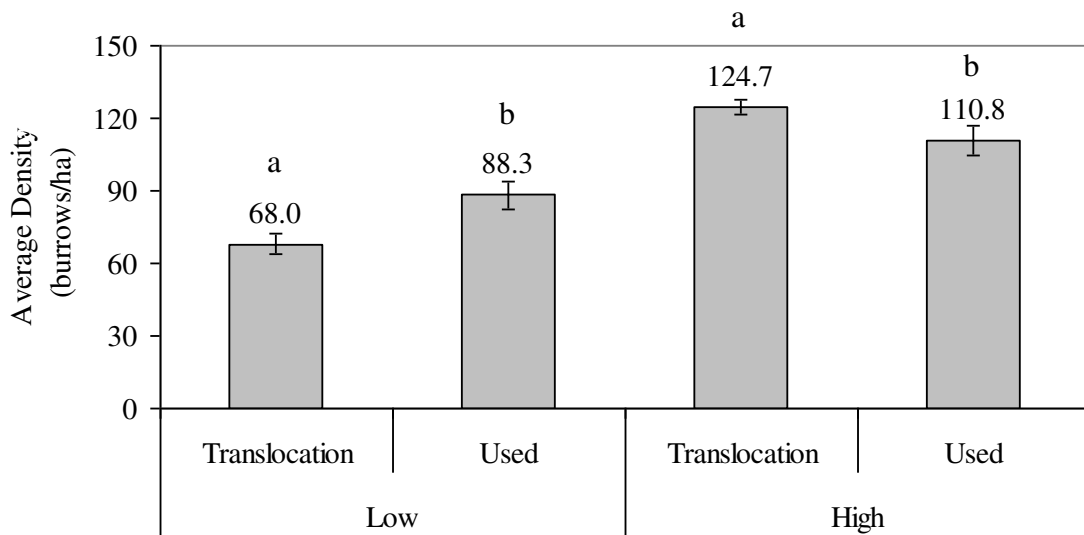 Average Density
(burrows/ha)
150
120
90
60
30
0
a
68.0
b
88.3
a
124.7
b
110.8
Translocation
Used
Translocation
Used
Low
High